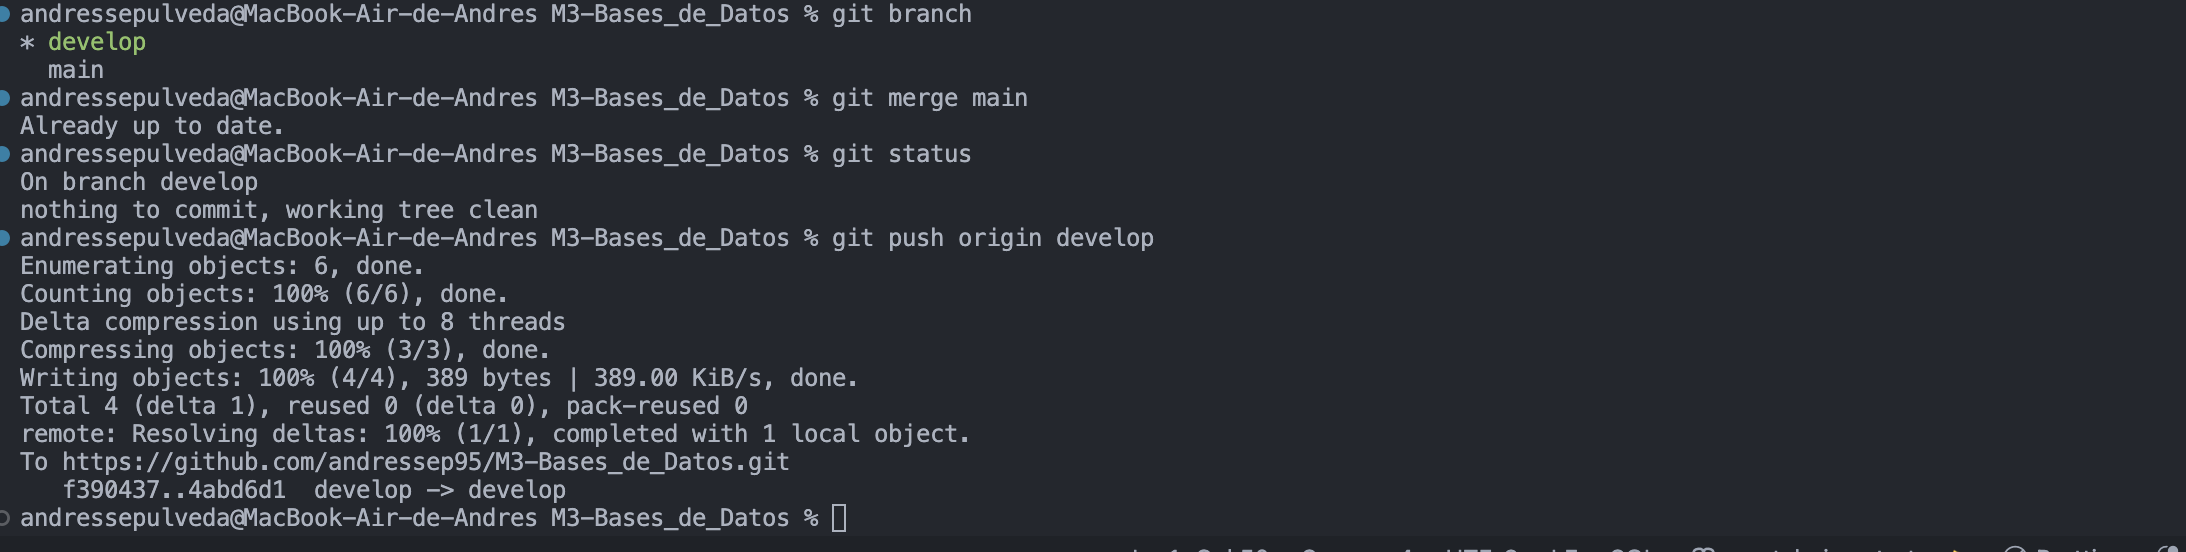 andressepulveda@MacBook-Air-de-Andres M3-Bases_de_Datos % git branch
* develop
  main
andressepulveda@MacBook-Air-de-Andres M3-Bases_de_Datos % git merge main
Already up to date.
andressepulveda@MacBook-Air-de-Andres M3-Bases_de_Datos % git status
On branch develop
nothing to commit, working tree clean
andressepulveda@MacBook-Air-de-Andres M3-Bases_de_Datos % git push origin develop
Enumerating objects: 6, done.
Counting objects: 100% (6/6), done.
Delta compression using up to 8 threads
Compressing objects: 100% (3/3), done.
Writing objects: 100% (4/4), 389 bytes | 389.00 KiB/s, done.
Total 4 (delta 1), reused 0 (delta 0), pack-reused 0
remote: Resolving deltas: 100% (1/1), completed with 1 local object.
To https://github.com/andressep95/M3-Bases_de_Datos.git
   f390437..4abd6d1  develop -> develop
andressepulveda@MacBook-Air-de-Andres M3-Bases_de_Datos %